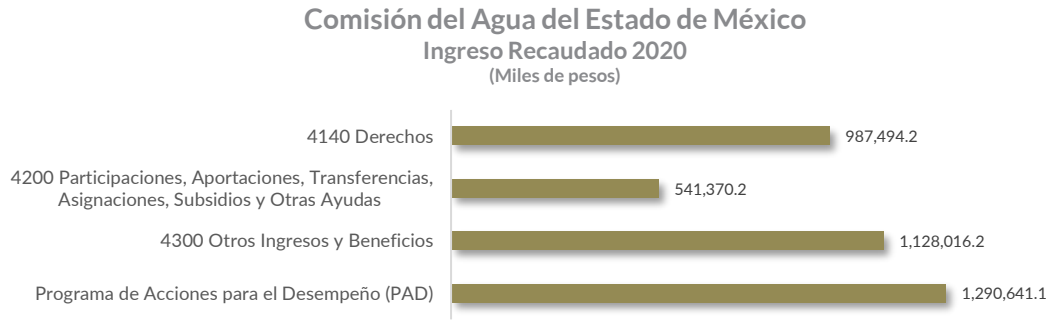 Comisión del Agua del Estado de México
Ingreso Recaudado 2020
(Miles de pesos)
4140 Derechos
987,494.2
4200 Participaciones, Aportaciones, Transferencias,
Asignaciones, Subsidios y Otras Ayudas
541,370.2
4300 Otros Ingresos y Beneficios
1,128,016.2
Programa de Acciones para el Desempeño (PAD)
1,290,641.1